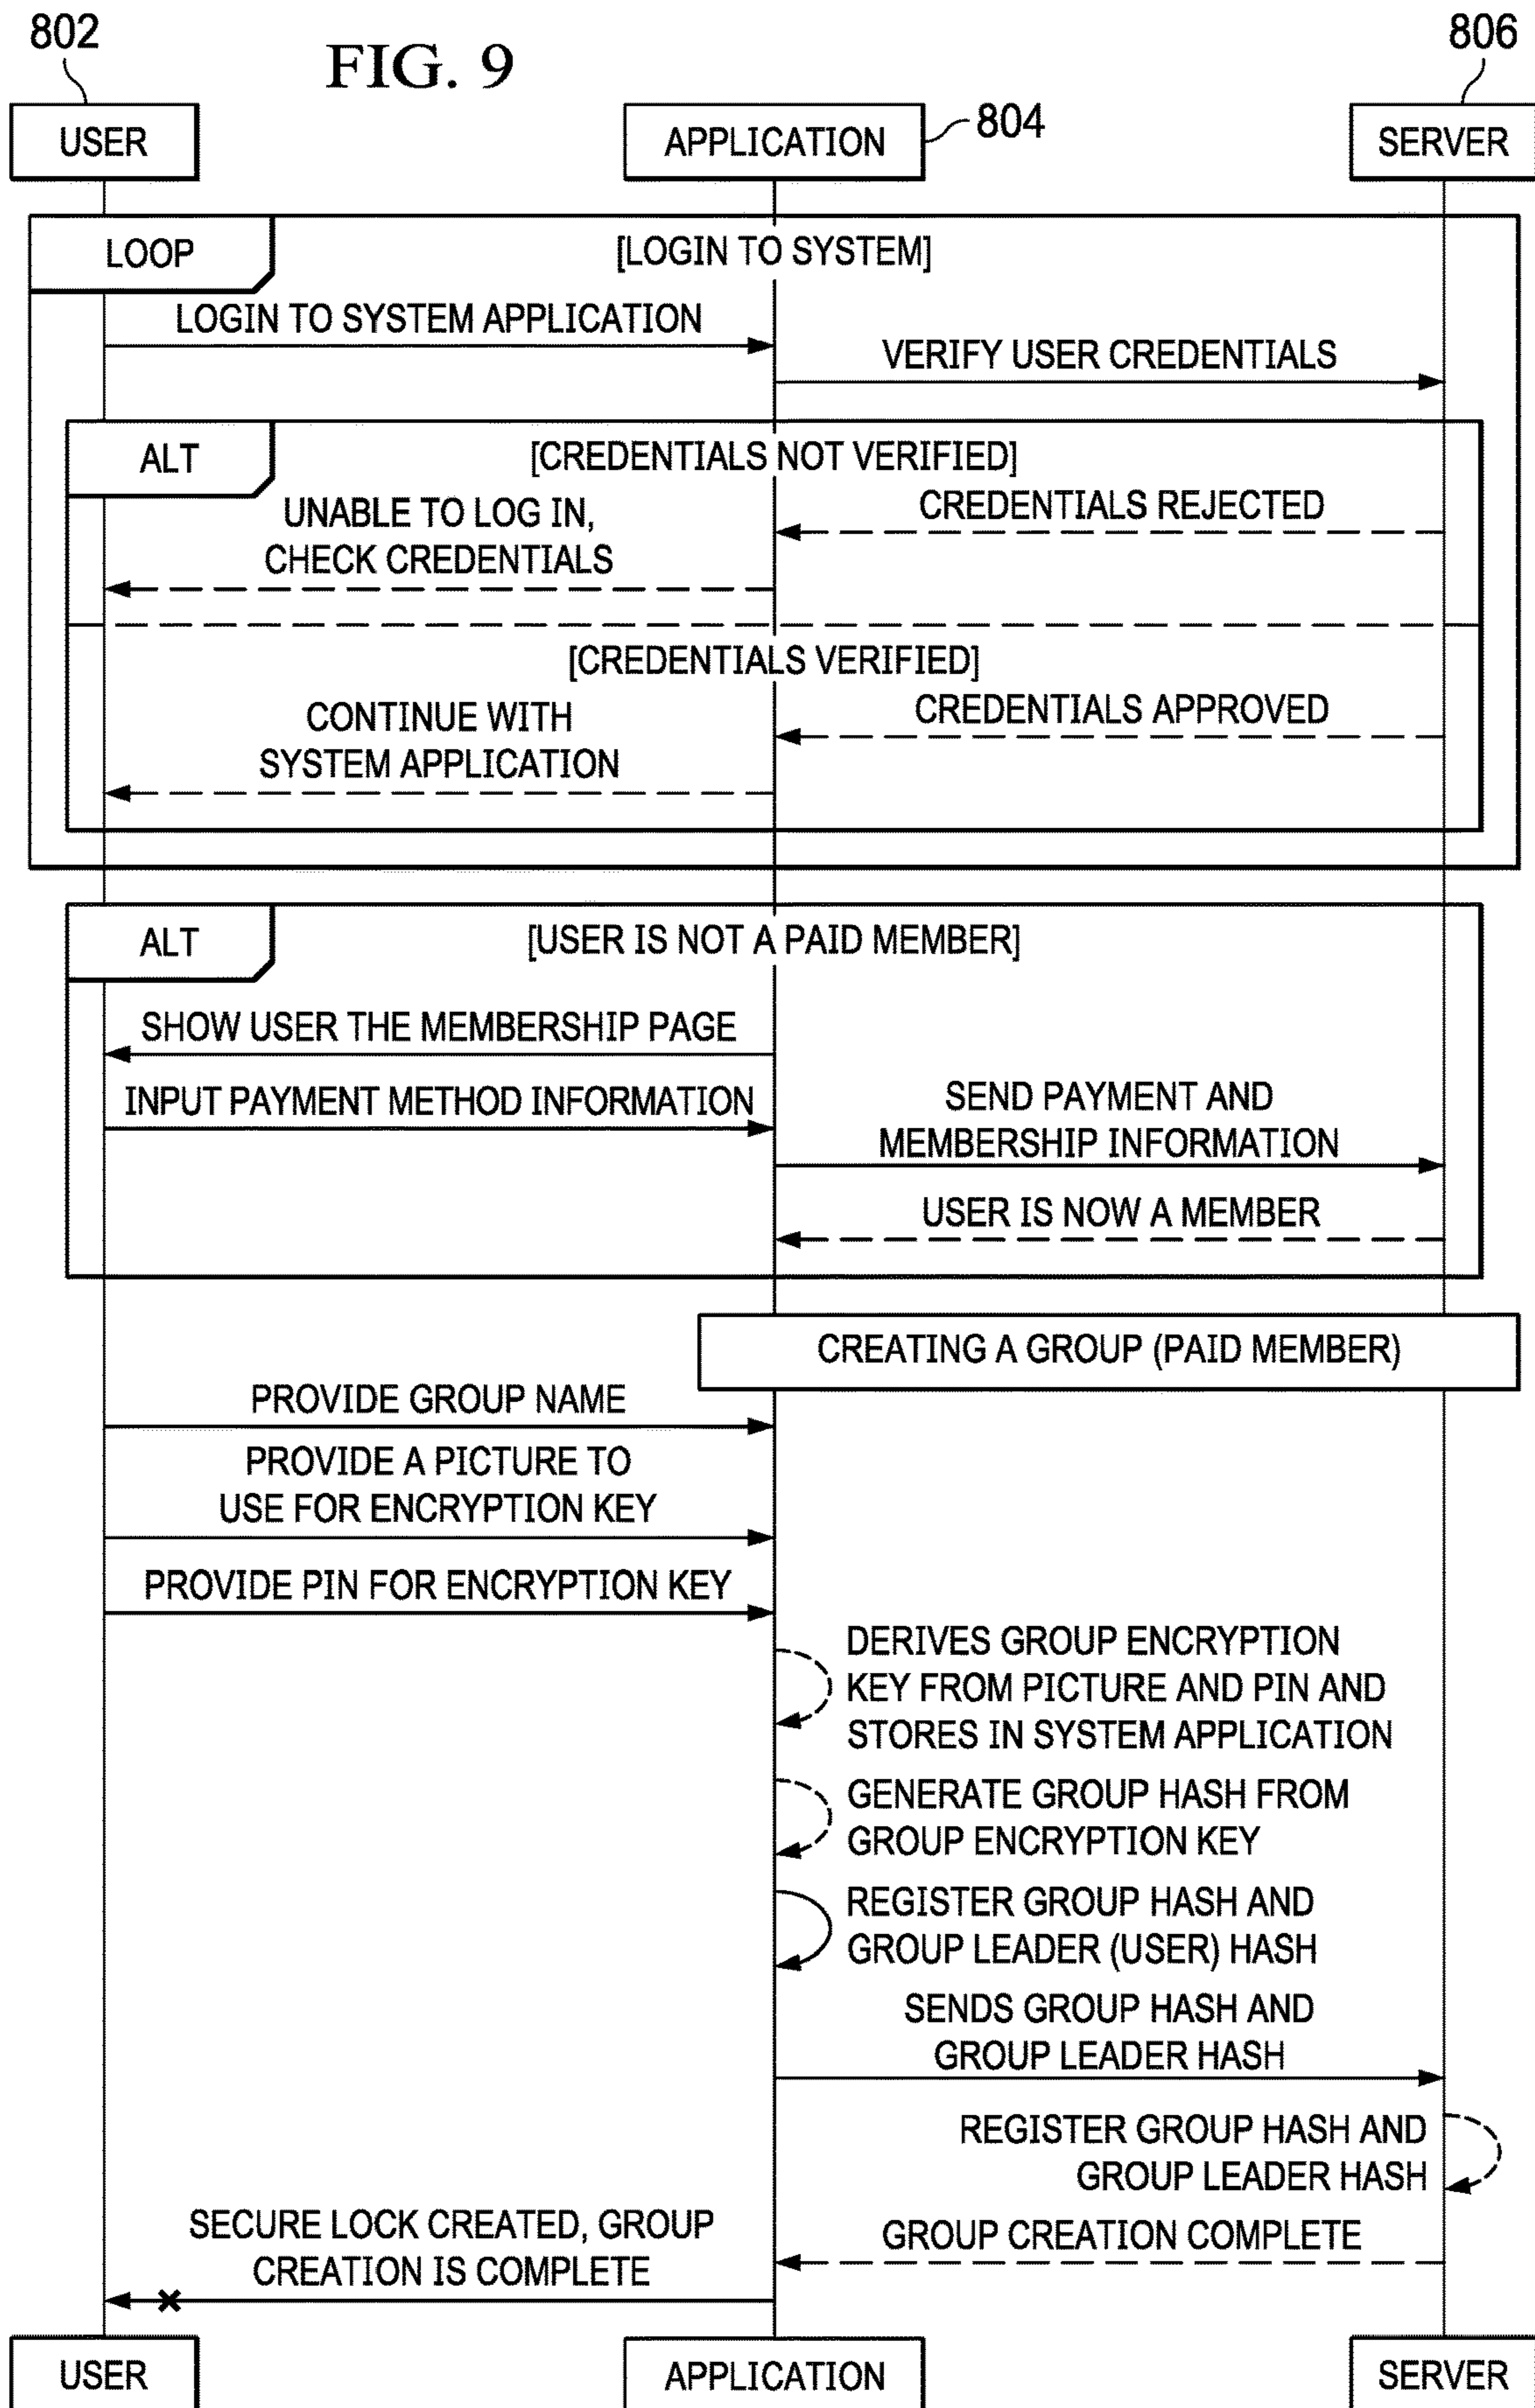 802
FIG. 9
806
USER
APPLICATION
804
SERVER
LOOP
[LOGIN TO SYSTEM]
LOGIN TO SYSTEM APPLICATION
VERIFY USER CREDENTIALS
ALT
[CREDENTIALS NOT VERIFIED]
CREDENTIALS REJECTED
UNABLE TO LOG IN,
CHECK CREDENTIALS
[CREDENTIALS VERIFIED]
CREDENTIALS APPROVED
CONTINUE WITH
SYSTEM APPLICATION
ALT
[USER IS NOT A PAID MEMBER]
SHOW USER THE MEMBERSHIP PAGE
INPUT PAYMENT METHOD INFORMATION
SEND PAYMENT AND
MEMBERSHIP INFORMATION
USER IS NOW A MEMBER
CREATING A GROUP (PAID MEMBER)
PROVIDE GROUP NAME
PROVIDE A PICTURE TO
USE FOR ENCRYPTION KEY
PROVIDE PIN FOR ENCRYPTION KEY
DERIVES GROUP ENCRYPTION
KEY FROM PICTURE AND PIN AND
STORES IN SYSTEM APPLICATION
GENERATE GROUP HASH FROM
GROUP ENCRYPTION KEY
REGISTER GROUP HASH AND
GROUP LEADER (USER) HASH
SENDS GROUP HASH AND
GROUP LEADER HASH
REGISTER GROUP HASH AND
GROUP LEADER HASH
GROUP CREATION COMPLETE
SECURE LOCK CREATED, GROUP
CREATION IS COMPLETE
USER
APPLICATION
SERVER